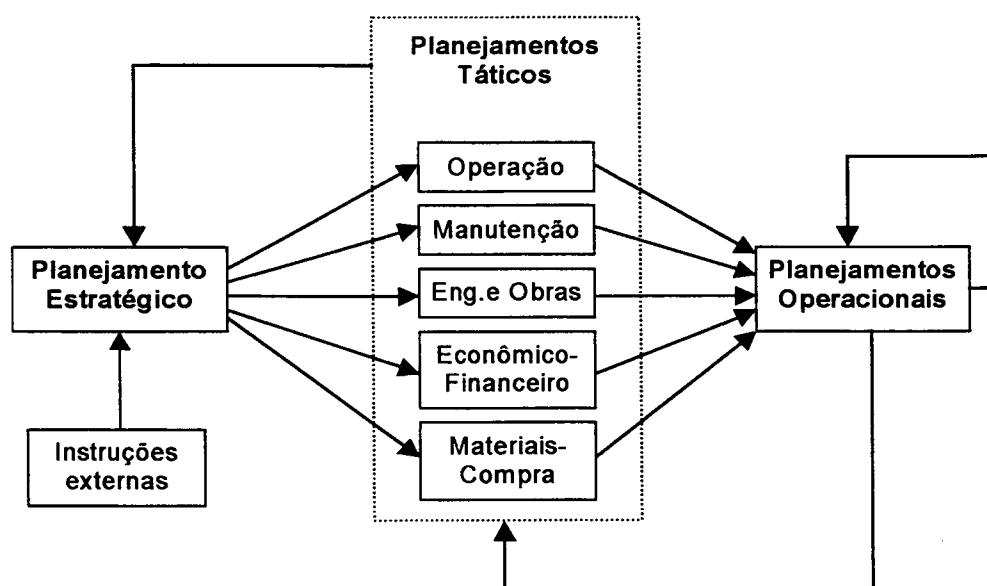 Planejamentos
Táticos
Operação
Manutenção
Planejamento
Estratégico
Eng.e Obras
Planejamentos
Operacionais
Econômico-
Financeiro
Instruções
externas
Materiais-
Compra